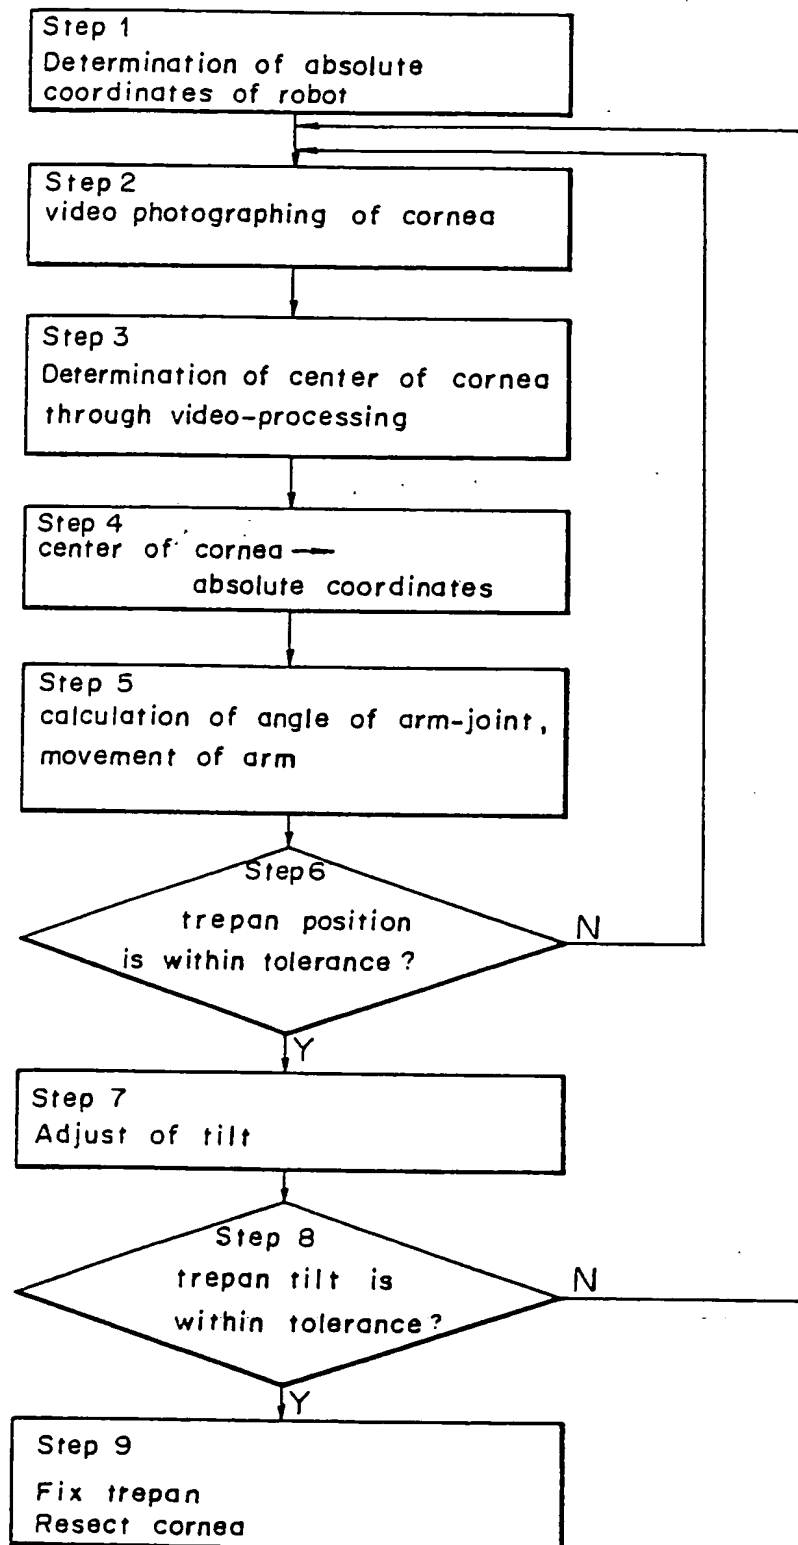 Step 1
Determination of absolute
coordinates of robot
Step 2
video photographing of cornea
Step 3
Determination of center of cornea
through video-processing
Step 4
center of cornea →
absolute coordinates
Step 5
calculation of angle of arm-joint,
movement of arm
Step6
trepan position
is within tolerance?
N
Y
Step 7
Adjust of tilt
Step 8
trepan tilt is
within tolerance?
N
Y
Step 9
Fix trepan
Resect cornea